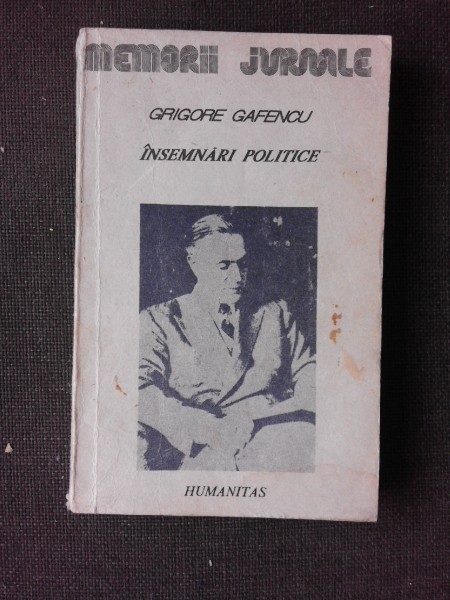 MEMORII JURNALE
GRIGORE GAFENCU
ÎNSEMNĂRI POLITICE
HUMANITAS